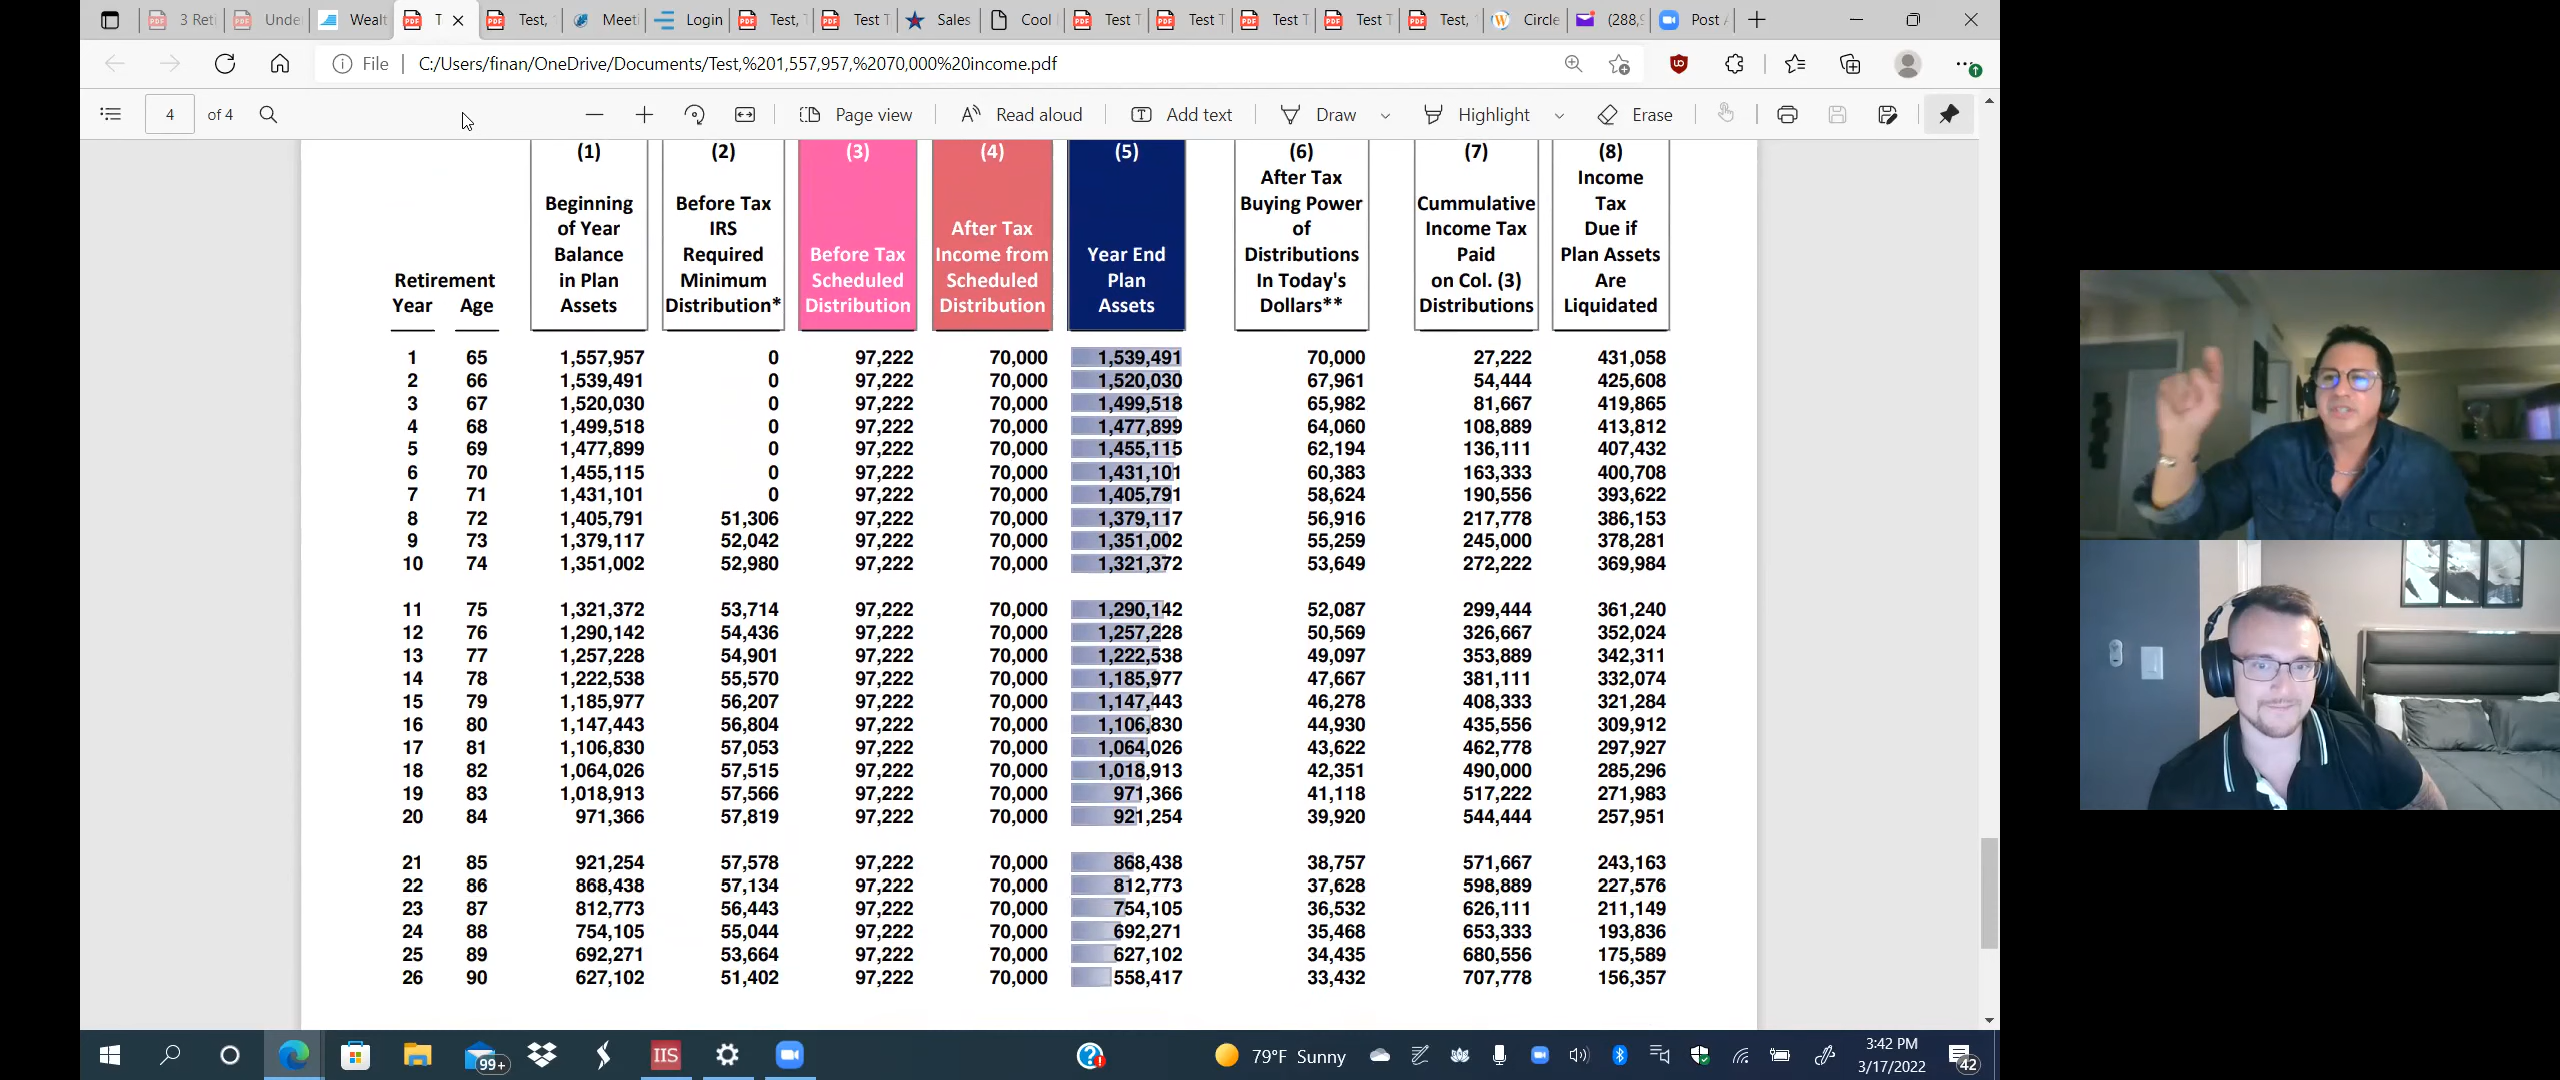 3 Reti
Unde
Wealt
T
Test,
Meeti
Login
Test, T
Test T
Sales
Cool
Test T
Test T
Test T
Test T
Test,
Circle
(288,
Post A
File
C:/Users/finan/OneDrive/Documents/Test,%201,557,957,%2070,000%20income.pdf
4 of 4
Page view
Read aloud
Add text
Draw
Highlight
Erase
(1) (2) (3) (4) (5) (6) (7) (8)
Retirement
Year Age
Beginning
of Year
Balance
in Plan
Assets
Before Tax
IRS
Required
Minimum
Distribution*
Before Tax
Scheduled
Distribution
After Tax
Income from
Scheduled
Distribution
Year End
Plan
Assets
After Tax
Buying Power
of
Distributions
In Today's
Dollars**
Cummulative
Income Tax
Paid
on Col. (3)
Distributions
Income
Tax
Due if
Plan Assets
Are
Liquidated
1 65 1,557,957 0 97,222 70,000 1,539,491 70,000 27,222 431,058
2 66 1,539,491 0 97,222 70,000 1,520,030 67,961 54,444 425,608
3 67 1,520,030 0 97,222 70,000 1,499,518 65,982 81,667 419,865
4 68 1,499,518 0 97,222 70,000 1,477,899 64,060 108,889 413,812
5 69 1,477,899 0 97,222 70,000 1,455,115 62,194 136,111 407,432
6 70 1,455,115 0 97,222 70,000 1,431,101 60,383 163,333 400,708
7 71 1,431,101 0 97,222 70,000 1,405,791 58,624 190,556 393,622
8 72 1,405,791 51,306 97,222 70,000 1,379,117 56,916 217,778 386,153
9 73 1,379,117 52,042 97,222 70,000 1,351,002 55,259 245,000 378,281
10 74 1,351,002 52,980 97,222 70,000 1,321,372 53,649 272,222 369,984
11 75 1,321,372 53,714 97,222 70,000 1,290,142 52,087 299,444 361,240
12 76 1,290,142 54,436 97,222 70,000 1,257,228 50,569 326,667 352,024
13 77 1,257,228 54,901 97,222 70,000 1,222,538 49,097 353,889 342,311
14 78 1,222,538 55,570 97,222 70,000 1,185,977 47,667 381,111 332,074
15 79 1,185,977 56,207 97,222 70,000 1,147,443 46,278 408,333 321,284
16 80 1,147,443 56,804 97,222 70,000 1,106,830 44,930 435,556 309,912
17 81 1,106,830 57,053 97,222 70,000 1,064,026 43,622 462,778 297,927
18 82 1,064,026 57,515 97,222 70,000 1,018,913 42,351 490,000 285,296
19 83 1,018,913 57,566 97,222 70,000 971,366 41,118 517,222 271,983
20 84 971,366 57,819 97,222 70,000 921,254 39,920 544,444 257,951
21 85 921,254 57,578 97,222 70,000 868,438 38,757 571,667 243,163
22 86 868,438 57,134 97,222 70,000 812,773 37,628 598,889 227,576
23 87 812,773 56,443 97,222 70,000 754,105 36,532 626,111 211,149
24 88 754,105 55,044 97,222 70,000 692,271 35,468 653,333 193,836
25 89 692,271 53,664 97,222 70,000 627,102 34,435 680,556 175,589
26 90 627,102 51,402 97,222 70,000 558,417 33,432 707,778 156,357
99+
IIS
79°F Sunny
3:42 PM
3/17/2022
42